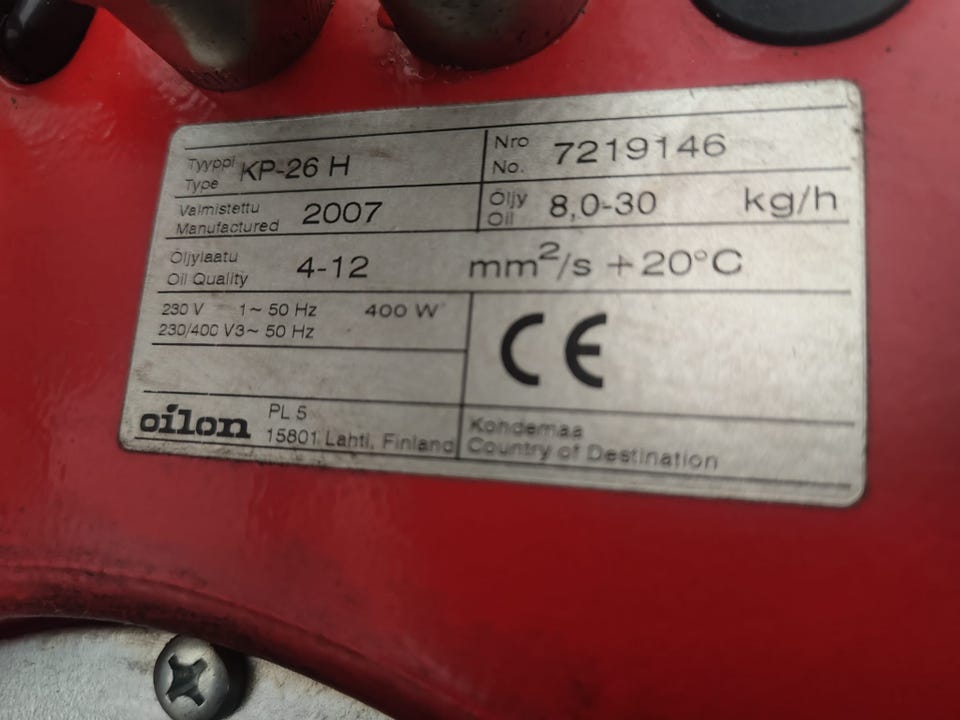 Tyyppi
Type
KP-26 H
Nro
No.
7219146
Valmistettu
Manufactured
2007
Öljy
Oil
8,0-30 kg/h
Öljylaatu
Oil Quality
4-12 mm²/s +20°C
230 V 1~ 50 Hz 400 W
230/400 V3~ 50 Hz
CE
oilon
PL 5
15801 Lahti, Finland
Kohdemaa
Country of Destination